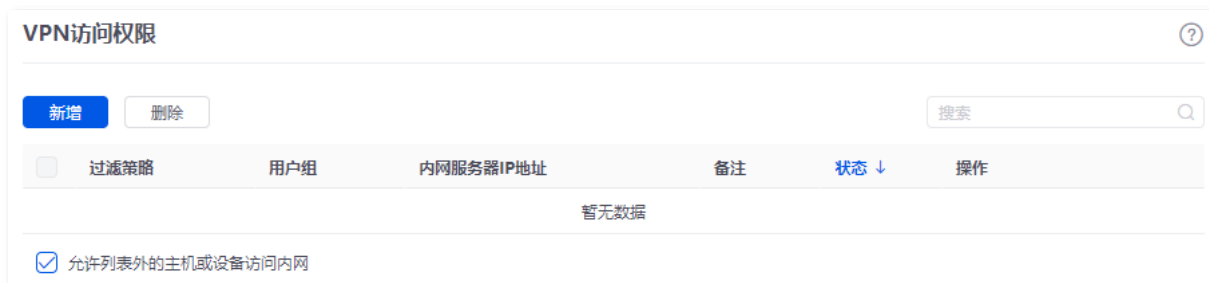 VPN访问权限
新增 删除 搜索
过滤策略 用户组 内网服务器IP地址 备注 状态 ↓ 操作
暂无数据
允许列表外的主机或设备访问内网